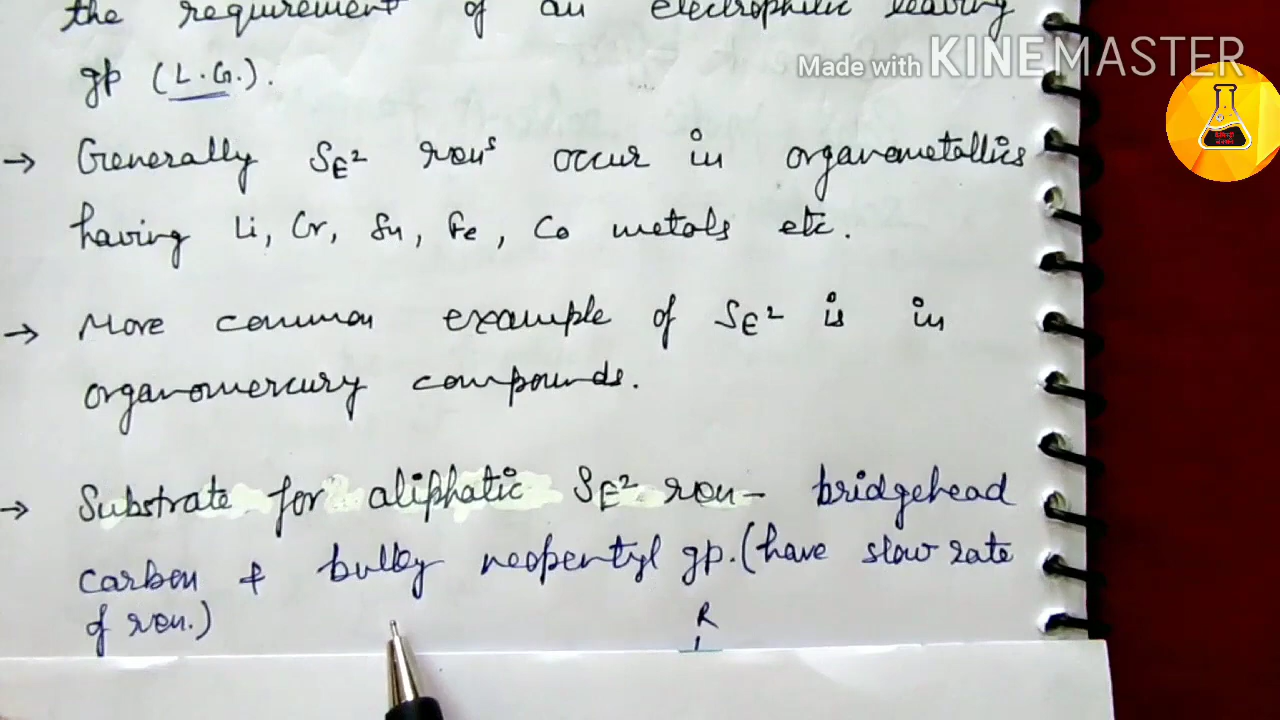 the requirement of an electrophilic leaving
gp (L.G.).
Made with KINEMASTER
→ Generally SE² rxnˢ occur in organometallics
having Li, Cr, Sn, Fe, Co metals etc.
→ More common example of SE² is in
organomercury compounds.
→ Substrate for aliphatic SE² rxn- bridgehead
carbon & bulky neopentyl gp. (have slow rate
of rxn.)
R